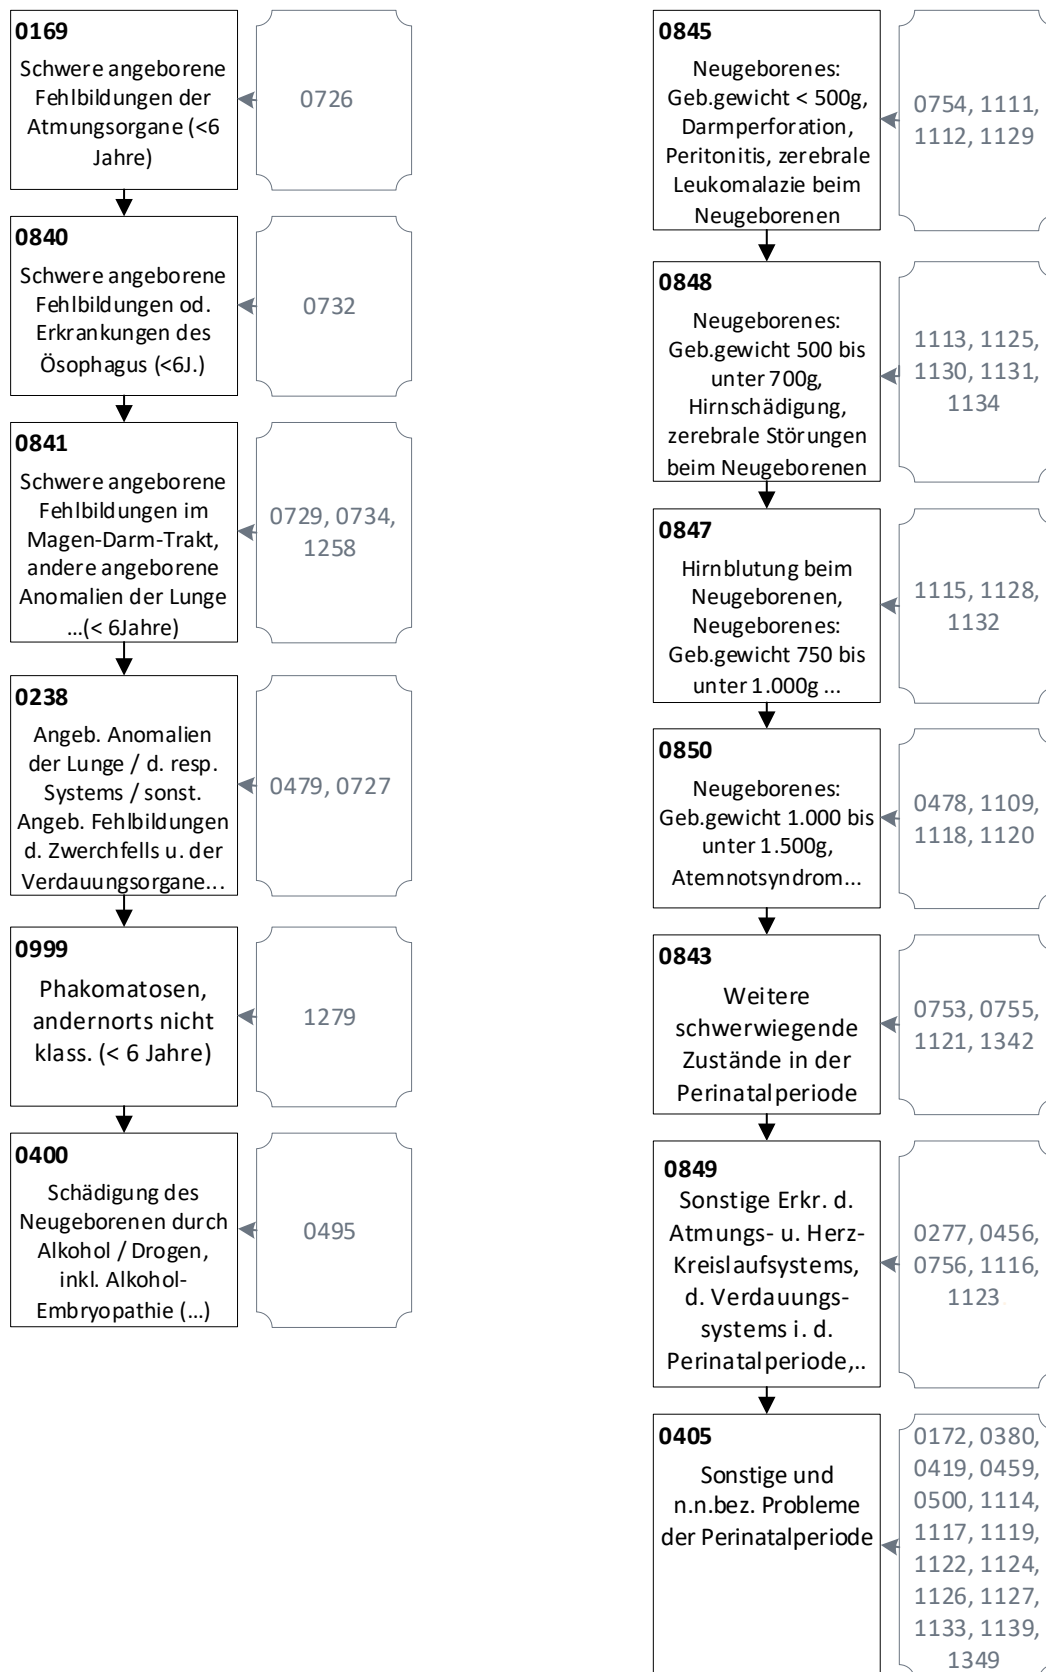 0169
Schwere angeborene
Fehlbildungen der
Atmungsorgane (<6
Jahre)
0726
0840
Schwere angeborene
Fehlbildungen od.
Erkrankungen des
Ösophagus (<6J.)
0732
0841
Schwere angeborene
Fehlbildungen im
Magen-Darm-Trakt,
andere angeborene
Anomalien der Lunge
...(< 6Jahre)
0729, 0734,
1258
0238
Angeb. Anomalien
der Lunge / d. resp.
Systems / sonst.
Angeb. Fehlbildungen
d. Zwerchfells u. der
Verdauungsorgane...
0479, 0727
0999
Phakomatosen,
andernorts nicht
klass. (< 6 Jahre)
1279
0400
Schädigung des
Neugeborenen durch
Alkohol / Drogen,
inkl. Alkohol-
Embryopathie (...)
0495
0845
Neugeborenes:
Geb.gewicht < 500g,
Darmperforation,
Peritonitis, zerebrale
Leukomalazie beim
Neugeborenen
0754, 1111,
1112, 1129
0848
Neugeborenes:
Geb.gewicht 500 bis
unter 700g,
Hirnschädigung,
zerebrale Störungen
beim Neugeborenen
1113, 1125,
1130, 1131,
1134
0847
Hirnblutung beim
Neugeborenen,
Neugeborenes:
Geb.gewicht 750 bis
unter 1.000g ...
1115, 1128,
1132
0850
Neugeborenes:
Geb.gewicht 1.000 bis
unter 1.500g,
Atemnotsyndrom...
0478, 1109,
1118, 1120
0843
Weitere
schwerwiegende
Zustände in der
Perinatalperiode
0753, 0755,
1121, 1342
0849
Sonstige Erkr. d.
Atmungs- u. Herz-
Kreislaufsystems,
d. Verdauungs-
systems i. d.
Perinatalperiode,..
0277, 0456,
0756, 1116,
1123
0405
Sonstige und
n.n.bez. Probleme
der Perinatalperiode
0172, 0380,
0419, 0459,
0500, 1114,
1117, 1119,
1122, 1124,
1126, 1127,
1133, 1139,
1349